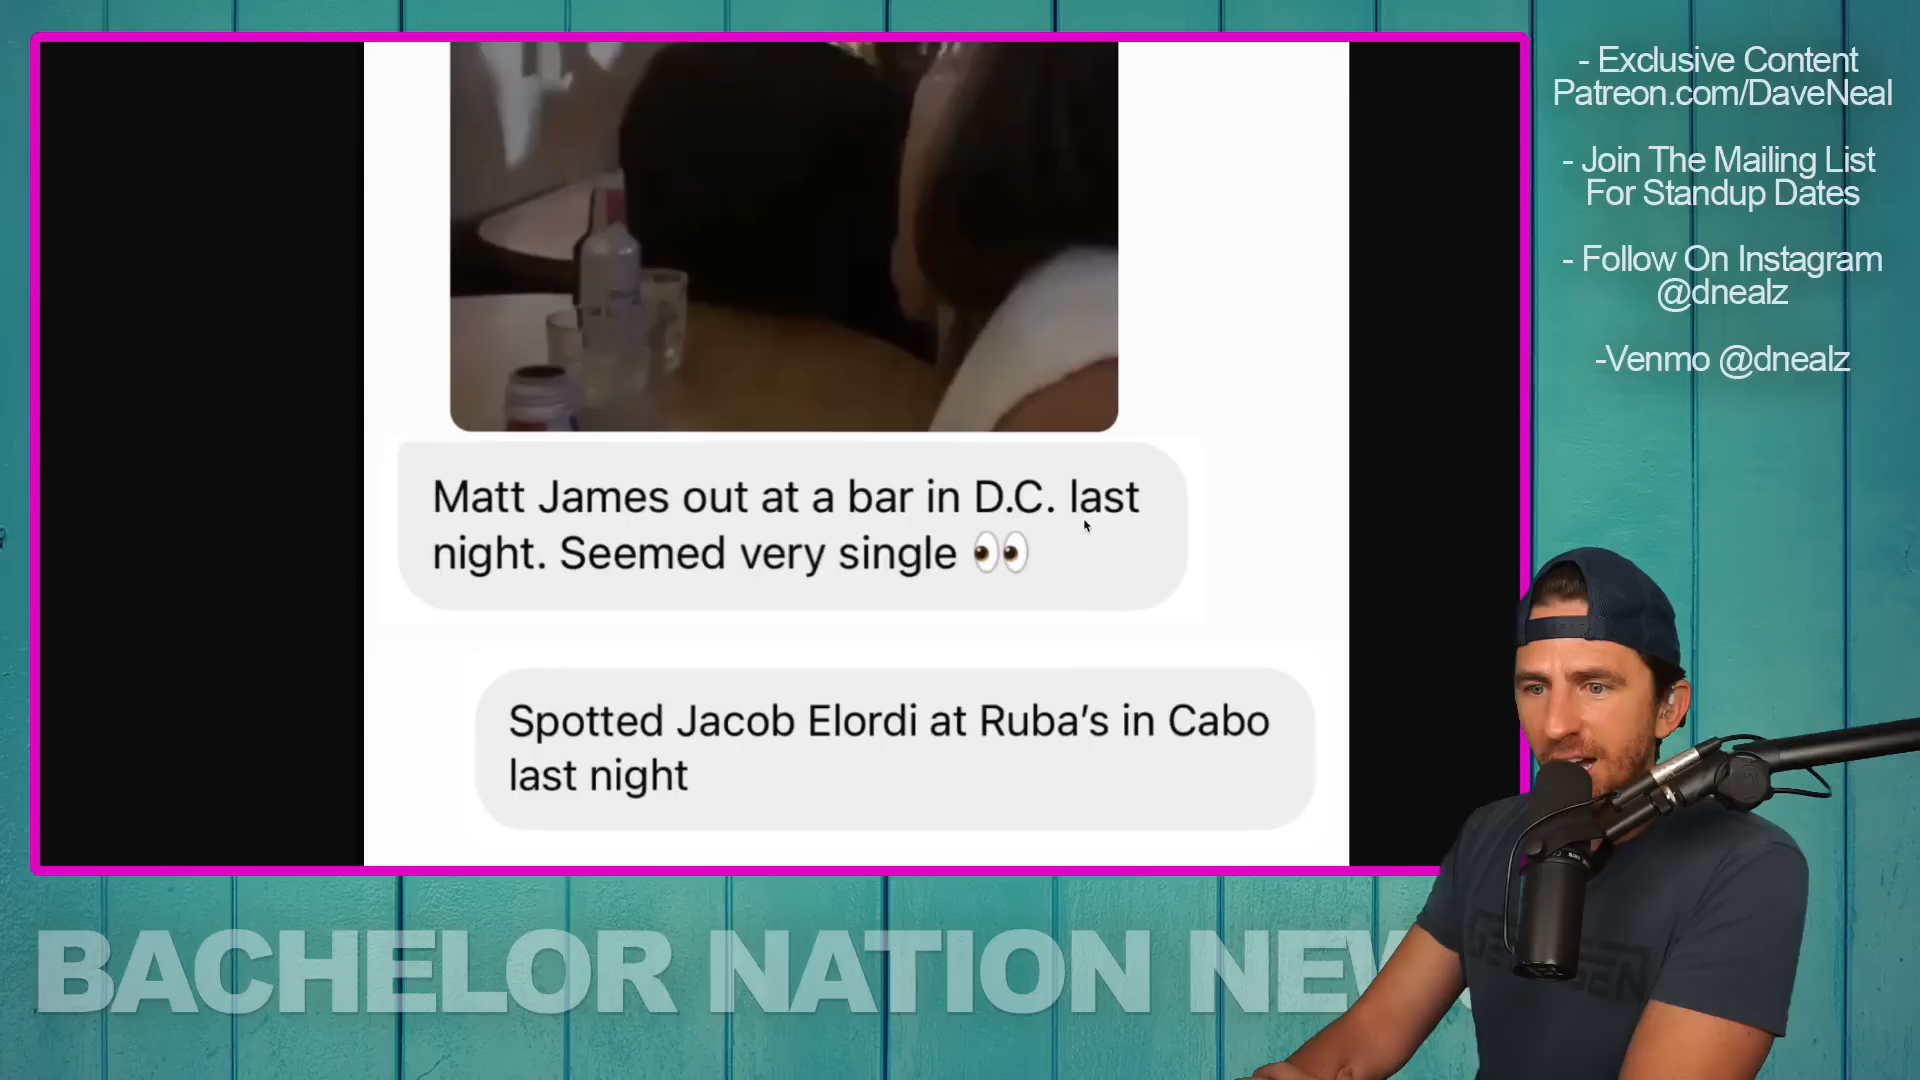 - Exclusive Content
Patreon.com/DaveNeal
- Join The Mailing List
For Standup Dates
- Follow On Instagram
@dnealz
-Venmo @dnealz
Matt James out at a bar in D.C. last
night. Seemed very single 👀
Spotted Jacob Elordi at Ruba's in Cabo
last night
BACHELOR NATION NEWS